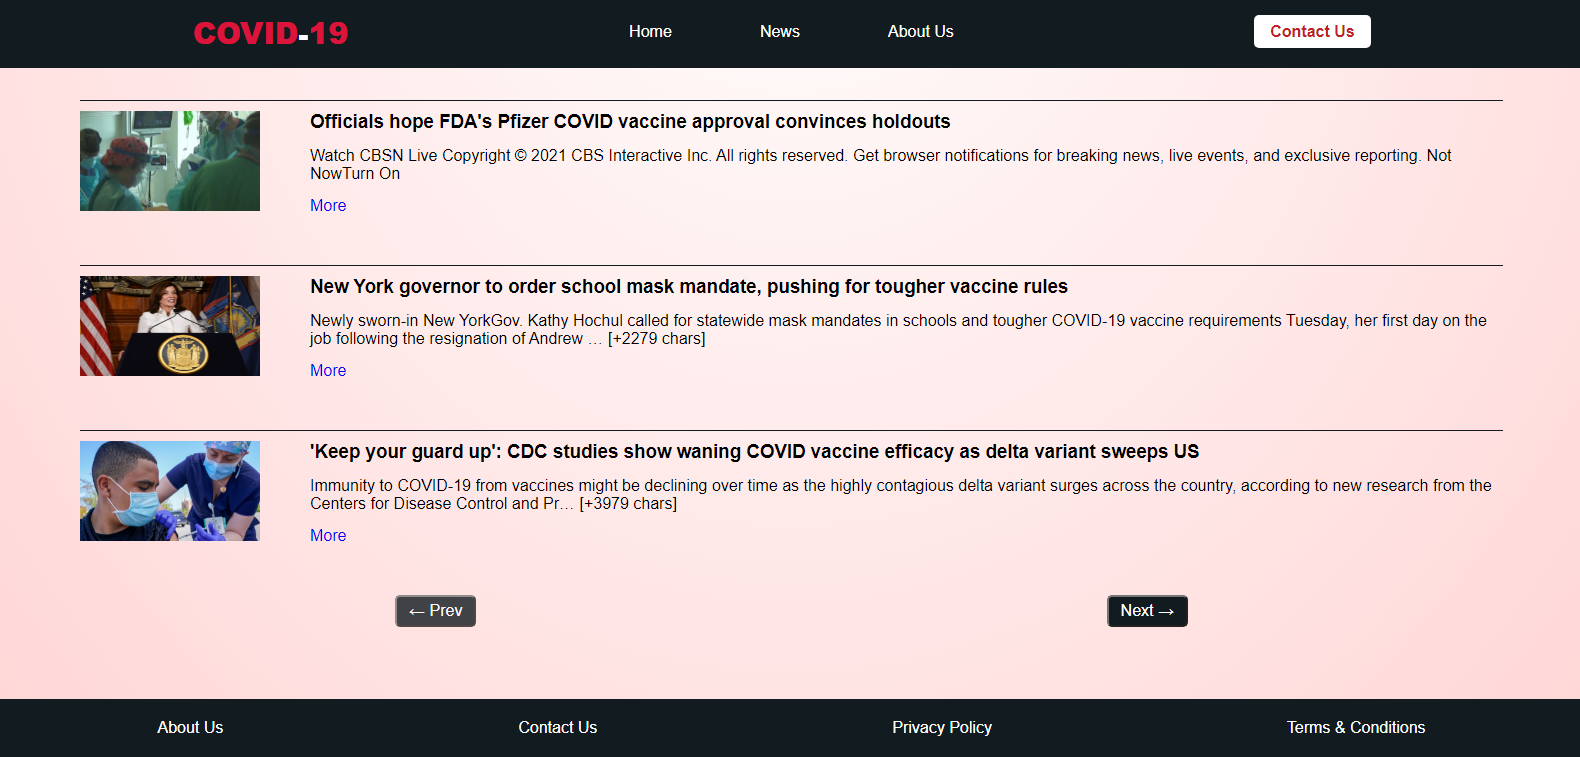 COVID-19
Home
News
About Us
Contact Us
Officials hope FDA's Pfizer COVID vaccine approval convinces holdouts
Watch CBSN Live Copyright © 2021 CBS Interactive Inc. All rights reserved. Get browser notifications for breaking news, live events, and exclusive reporting. Not
NowTurn On
More
New York governor to order school mask mandate, pushing for tougher vaccine rules
Newly sworn-in New YorkGov. Kathy Hochul called for statewide mask mandates in schools and tougher COVID-19 vaccine requirements Tuesday, her first day on the
job following the resignation of Andrew … [+2279 chars]
More
'Keep your guard up': CDC studies show waning COVID vaccine efficacy as delta variant sweeps US
Immunity to COVID-19 from vaccines might be declining over time as the highly contagious delta variant surges across the country, according to new research from the
Centers for Disease Control and Pr… [+3979 chars]
More
← Prev
Next →
About Us
Contact Us
Privacy Policy
Terms & Conditions